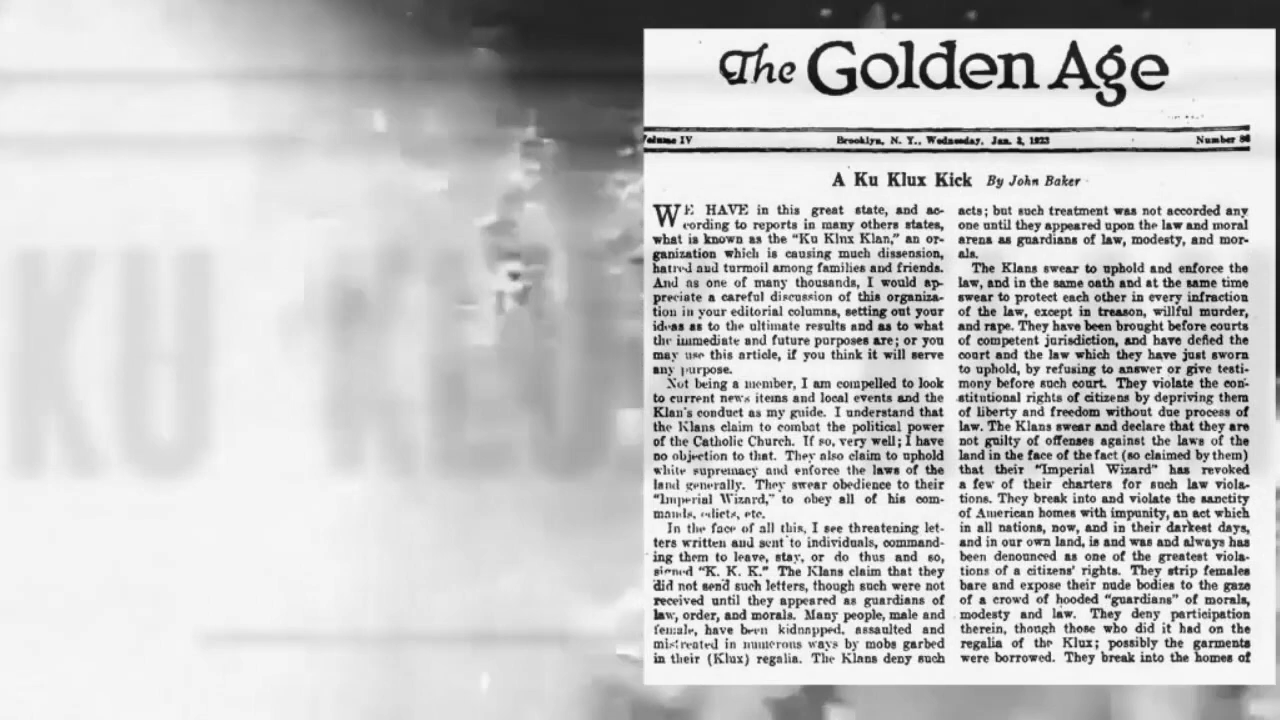 The Golden Age
Volume IV
Brooklyn, N. Y., Wednesday, Jan. 3, 1923
Number
A Ku Klux Kick By John Baker
WE HAVE in this great state, and ac-
cording to reports in many others states,
what is known as the "Ku Klux Klan," an or-
ganization which is causing much dissension,
hatred and turmoil among families and friends.
And as one of many thousands, I would ap-
preciate a careful discussion of this organiza-
tion in your editorial columns, setting out your
ideas as to the ultimate results and as to what
the immediate and future purposes are; or you
may use this article, if you think it will serve
any purpose.
Not being a member, I am compelled to look
to current news items and local events and the
Klan's conduct as my guide. I understand that
the Klans claim to combat the political power
of the Catholic Church. If so, very well; I have
no objection to that. They also claim to uphold
white supremacy and enforce the laws of the
land generally. They swear obedience to their
"Imperial Wizard," to obey all of his com-
mands, edicts, etc.
In the face of all this, I see threatening let-
ters written and sent to individuals, command-
ing them to leave, stay, or do thus and so,
signed "K. K. K." The Klans claim that they
did not send such letters, though such were not
received until they appeared as guardians of
law, order, and morals. Many people, male and
female, have been kidnapped, assaulted and
mistreated in numerous ways by mobs garbed
in their (Klux) regalia. The Klans deny such
acts; but such treatment was not accorded any
one until they appeared upon the law and moral
arena as guardians of law, modesty, and mor-
als.
The Klans swear to uphold and enforce the
law, and in the same oath and at the same time
swear to protect each other in every infraction
of the law, except in treason, willful murder,
and rape. They have been brought before courts
of competent jurisdiction, and have defied the
court and the law which they have just sworn
to uphold, by refusing to answer or give testi-
mony before such court. They violate the con-
stitutional rights of citizens by depriving them
of liberty and freedom without due process of
law. The Klans swear and declare that they are
not guilty of offenses against the laws of the
land in the face of the fact (so claimed by them)
that their "Imperial Wizard" has revoked
a few of their charters for such law viola-
tions. They break into and violate the sanctity
of American homes with impunity, an act which
in all nations, now, and in their darkest days,
and in our own land, is and was and always has
been denounced as one of the greatest viola-
tions of a citizens' rights. They strip females
bare and expose their nude bodies to the gaze
of a crowd of hooded "guardians" of morals,
modesty and law. They deny participation
therein, though those who did it had on the
regalia of the Klux; possibly the garments
were borrowed. They break into the homes of